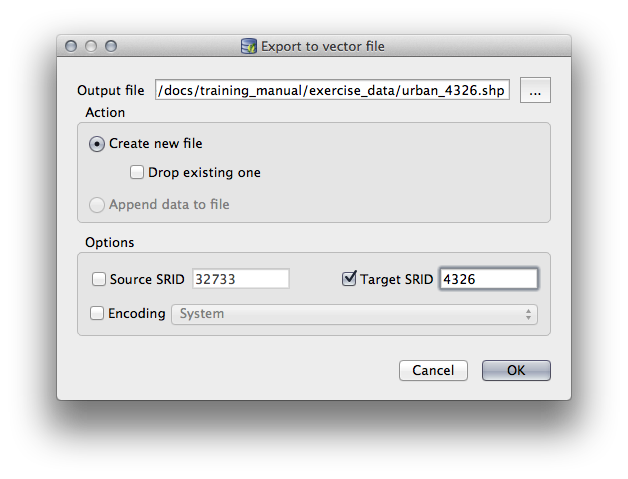 Export to vector file
Output file /docs/training_manual/exercise_data/urban_4326.shp ...
Action
Create new file
Drop existing one
Append data to file
Options
Source SRID 32733 Target SRID 4326
Encoding System
Cancel OK